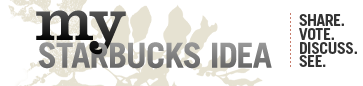 my
STARBUCKS IDEA
SHARE.
VOTE.
DISCUSS.
SEE.